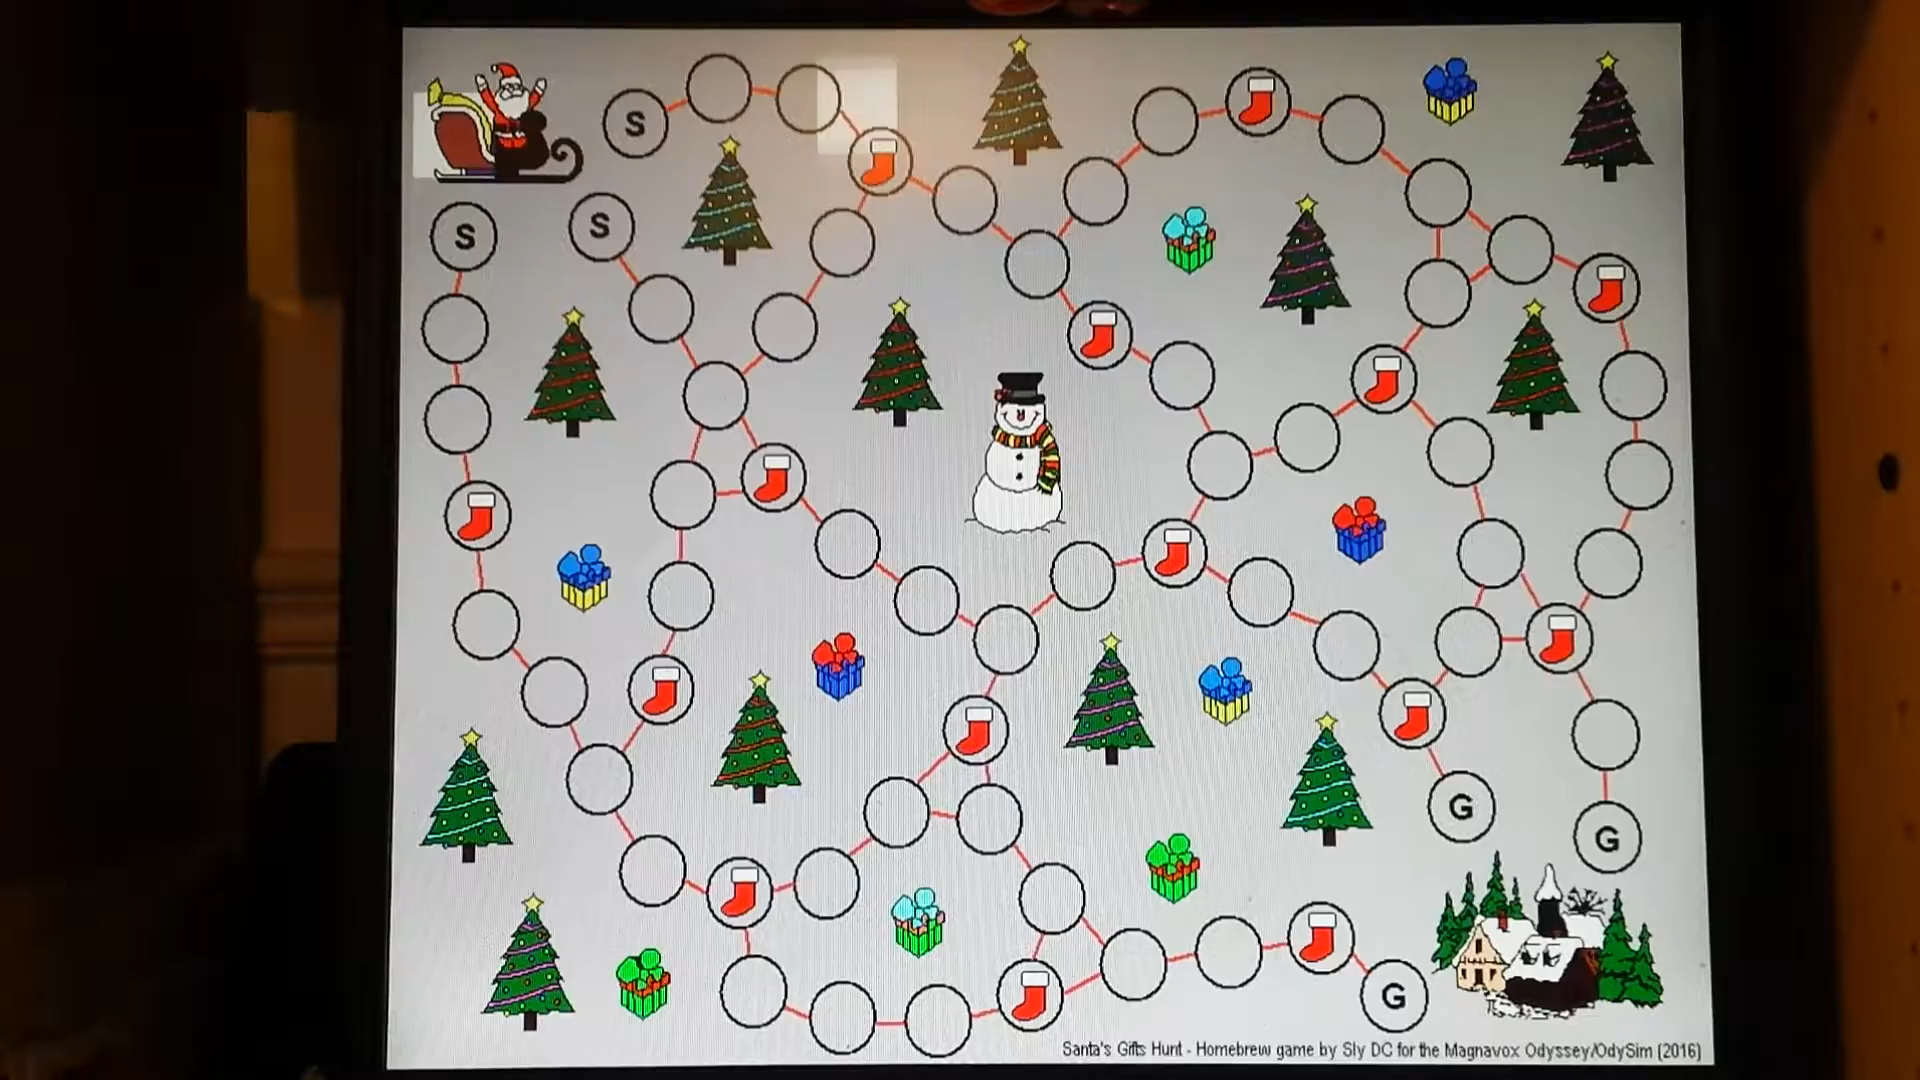 S
S
S
G
G
G
Santa's Gifts Hunt - Homebrew game by Sly DC for the Magnavox Odyssey/OdySim (2016)